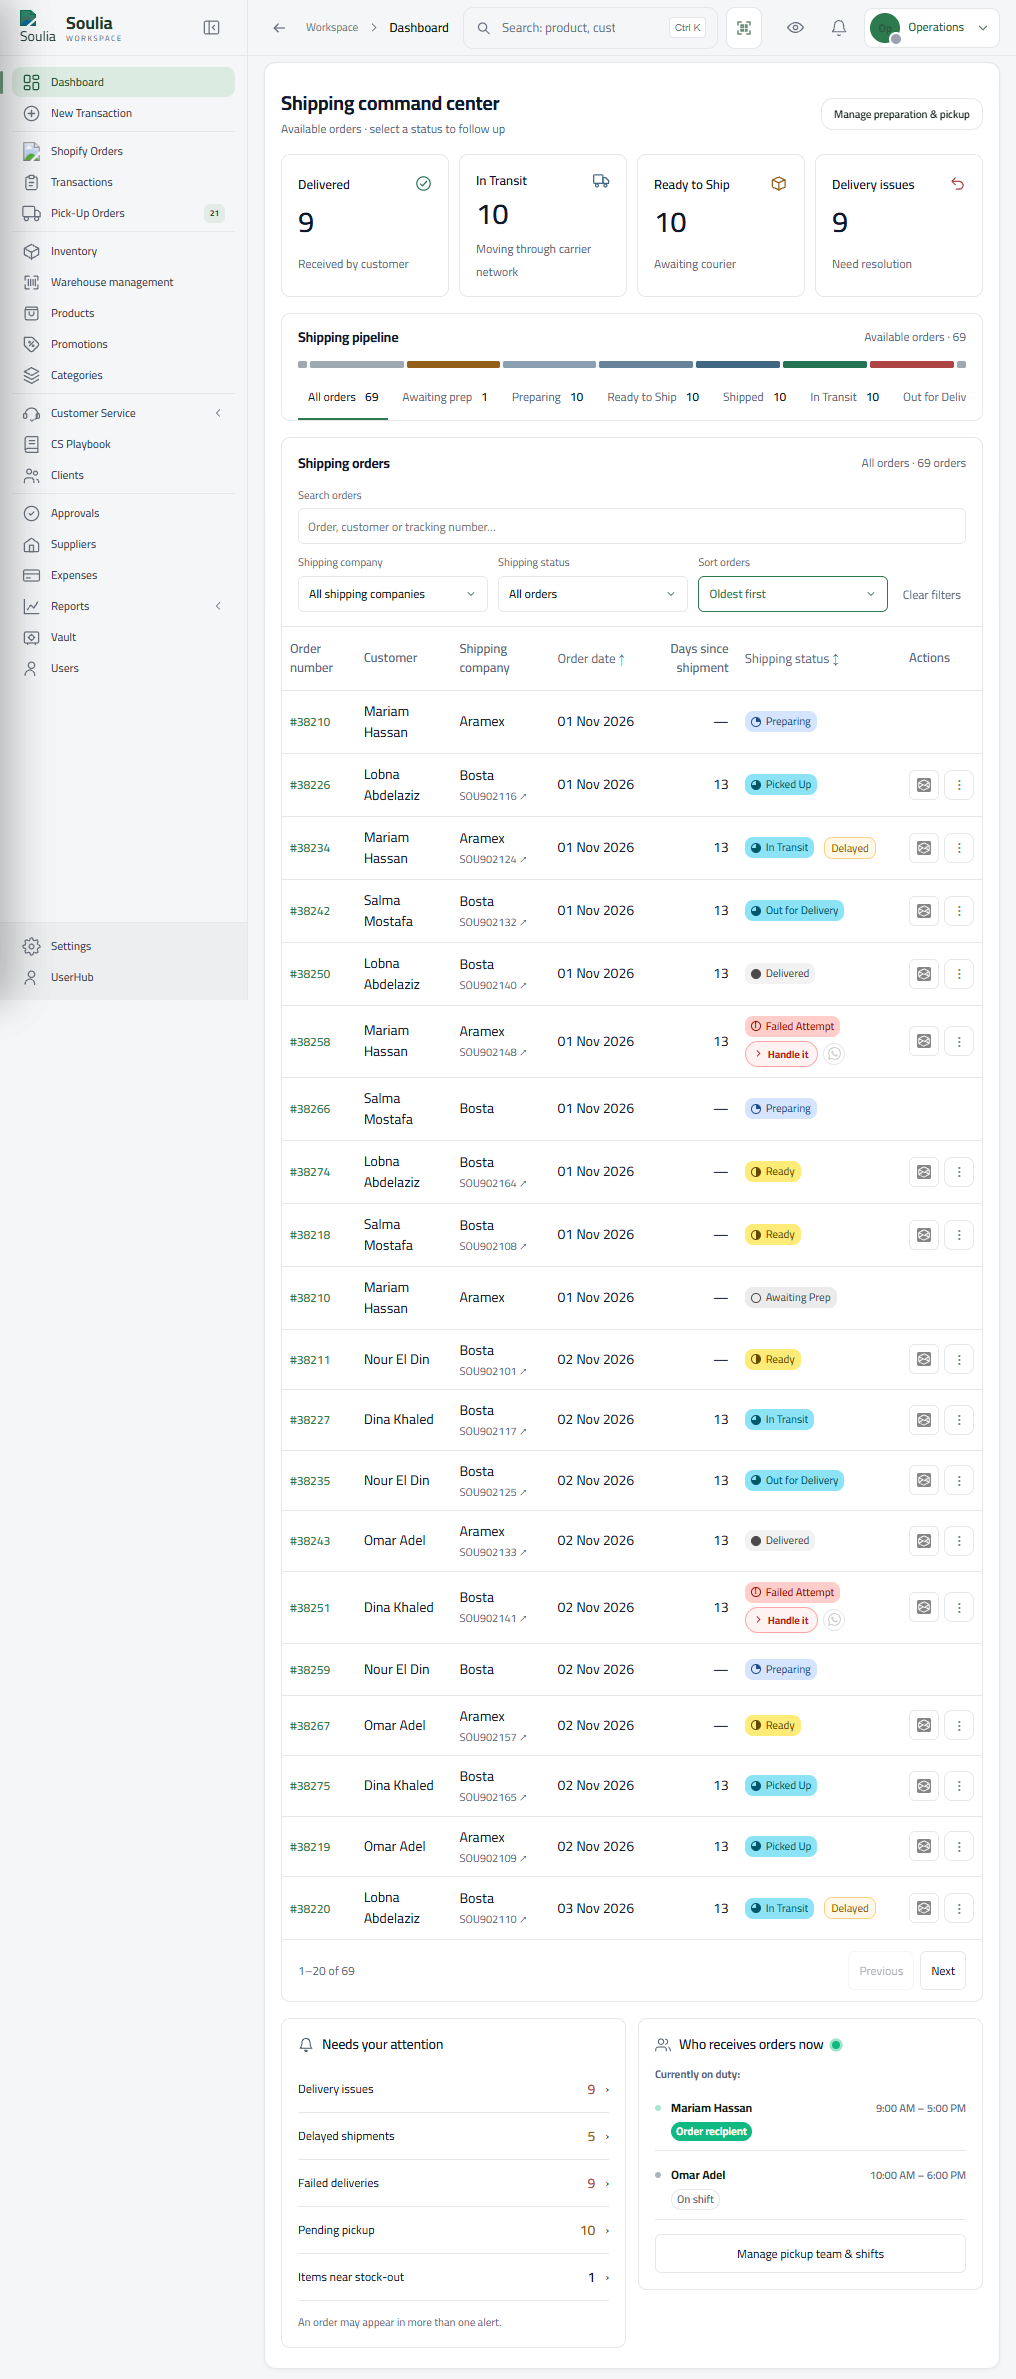 Soulia
Soulia
WORKSPACE
Dashboard
New Transaction
Shopify Orders
Transactions
Pick-Up Orders 21
Inventory
Warehouse management
Products
Promotions
Categories
Customer Service
CS Playbook
Clients
Approvals
Suppliers
Expenses
Reports
Vault
Users
Settings
UserHub
Workspace > Dashboard
Search: product, cust Ctrl K
Operations
Shipping command center
Available orders · select a status to follow up
Manage preparation & pickup
Delivered
9
Received by customer
In Transit
10
Moving through carrier
network
Ready to Ship
10
Awaiting courier
Delivery issues
9
Need resolution
Shipping pipeline Available orders · 69
All orders 69 Awaiting prep 1 Preparing 10 Ready to Ship 10 Shipped 10 In Transit 10 Out for Deliv
Shipping orders All orders · 69 orders
Search orders
Order, customer or tracking number...
Shipping company Shipping status Sort orders
All shipping companies All orders Oldest first Clear filters
Order number Customer Shipping company Order date ↑ Days since shipment Shipping status ↕ Actions
#38210 Mariam Hassan Aramex 01 Nov 2026 — Preparing
#38226 Lobna Abdelaziz Bosta SOU902116 ↗ 01 Nov 2026 13 Picked Up
#38234 Mariam Hassan Aramex SOU902124 ↗ 01 Nov 2026 13 In Transit Delayed
#38242 Salma Mostafa Bosta SOU902132 ↗ 01 Nov 2026 13 Out for Delivery
#38250 Lobna Abdelaziz Bosta SOU902140 ↗ 01 Nov 2026 13 Delivered
#38258 Mariam Hassan Aramex SOU902148 ↗ 01 Nov 2026 13 Failed Attempt Handle it
#38266 Salma Mostafa Bosta 01 Nov 2026 — Preparing
#38274 Lobna Abdelaziz Bosta SOU902164 ↗ 01 Nov 2026 — Ready
#38218 Salma Mostafa Bosta SOU902108 ↗ 01 Nov 2026 — Ready
#38210 Mariam Hassan Aramex 01 Nov 2026 — Awaiting Prep
#38211 Nour El Din Bosta SOU902101 ↗ 02 Nov 2026 — Ready
#38227 Dina Khaled Bosta SOU902117 ↗ 02 Nov 2026 13 In Transit
#38235 Nour El Din Bosta SOU902125 ↗ 02 Nov 2026 13 Out for Delivery
#38243 Omar Adel Aramex SOU902133 ↗ 02 Nov 2026 13 Delivered
#38251 Dina Khaled Bosta SOU902141 ↗ 02 Nov 2026 13 Failed Attempt Handle it
#38259 Nour El Din Bosta 02 Nov 2026 — Preparing
#38267 Omar Adel Aramex SOU902157 ↗ 02 Nov 2026 — Ready
#38275 Dina Khaled Bosta SOU902165 ↗ 02 Nov 2026 13 Picked Up
#38219 Omar Adel Aramex SOU902109 ↗ 02 Nov 2026 13 Picked Up
#38220 Lobna Abdelaziz Bosta SOU902110 ↗ 03 Nov 2026 13 In Transit Delayed
1–20 of 69 Previous Next
Needs your attention
Delivery issues 9 ›
Delayed shipments 5 ›
Failed deliveries 9 ›
Pending pickup 10 ›
Items near stock-out 1 ›
An order may appear in more than one alert.
Who receives orders now
Currently on duty:
Mariam Hassan 9:00 AM – 5:00 PM
Order recipient
Omar Adel 10:00 AM – 6:00 PM
On shift
Manage pickup team & shifts